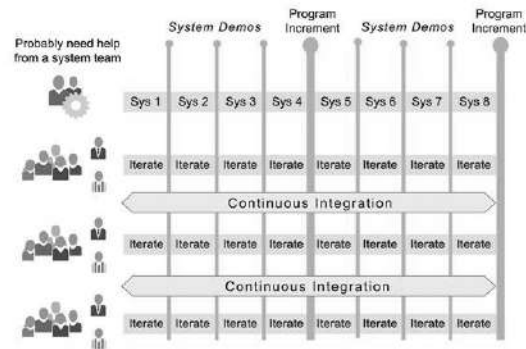 Probably need help
from a system team
System Demos
Program
Increment
System Demos
Program
Increment
Sys 1 Sys 2 Sys 3 Sys 4 Sys 5 Sys 6 Sys 7 Sys 8
Iterate Iterate Iterate Iterate Iterate Iterate Iterate Iterate
Continuous Integration
Iterate Iterate Iterate Iterate Iterate Iterate Iterate Iterate
Continuous Integration
Iterate Iterate Iterate Iterate Iterate Iterate Iterate Iterate